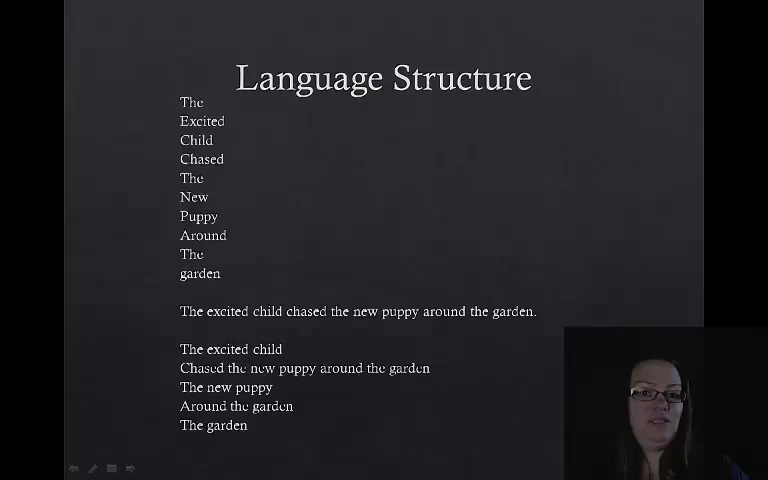 Language Structure
The
Excited
Child
Chased
The
New
Puppy
Around
The
garden
The excited child chased the new puppy around the garden.
The excited child
Chased the new puppy around the garden
The new puppy
Around the garden
The garden